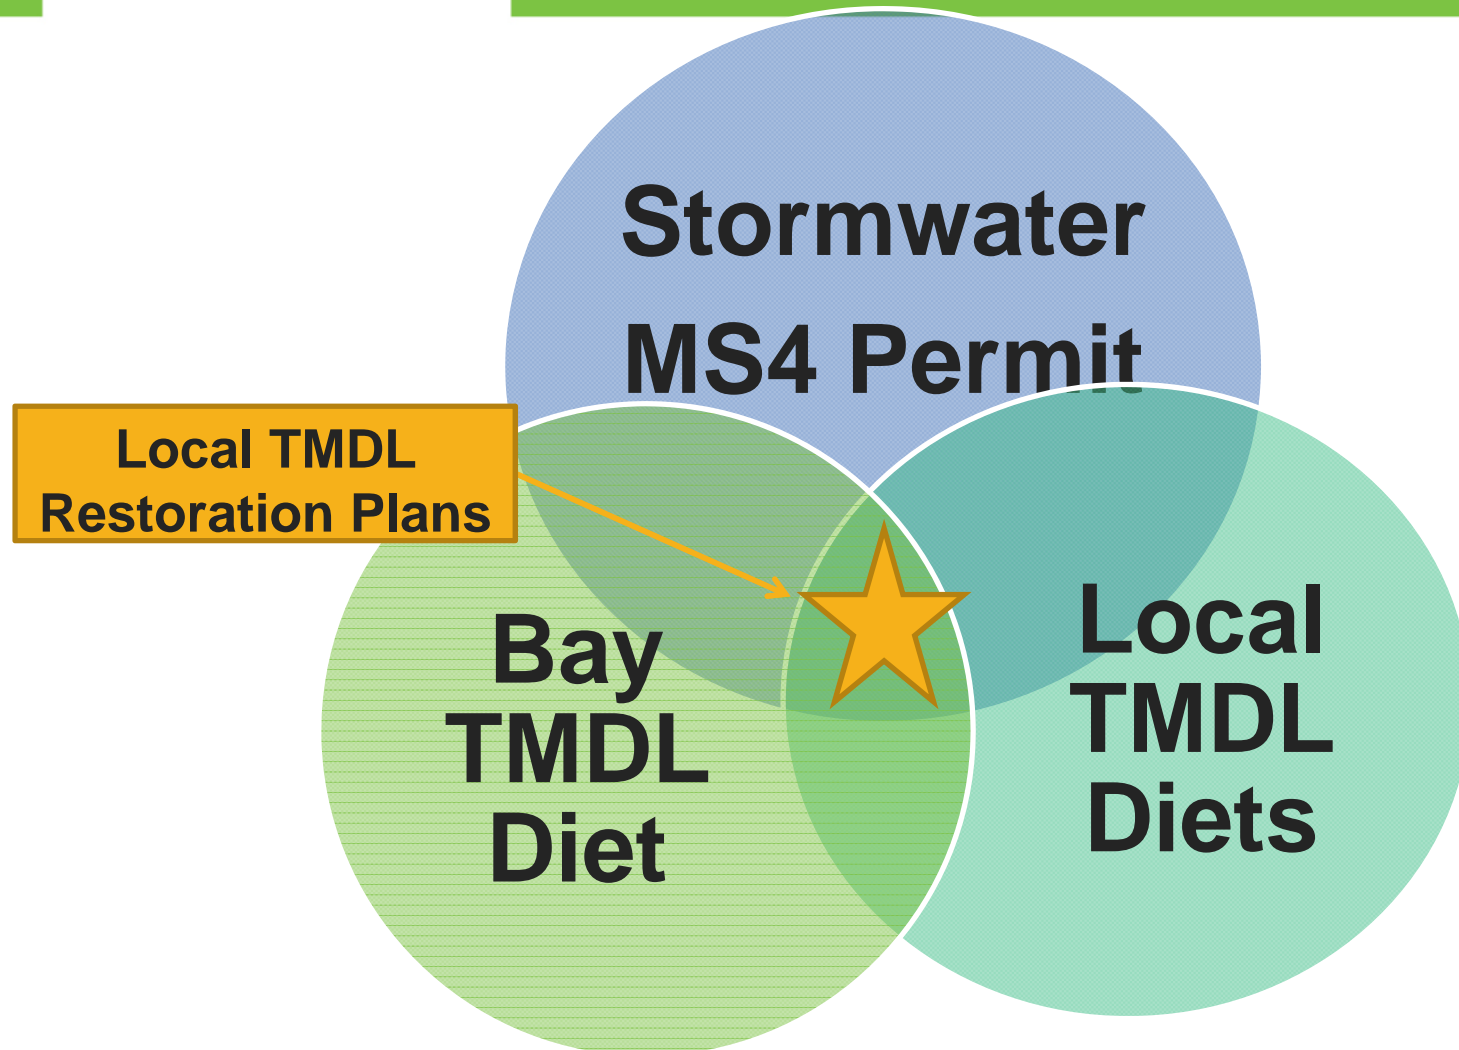 Stormwater
MS4 Permit
Local TMDL
Restoration Plans
Bay
TMDL
Diet
Local
TMDL
Diets